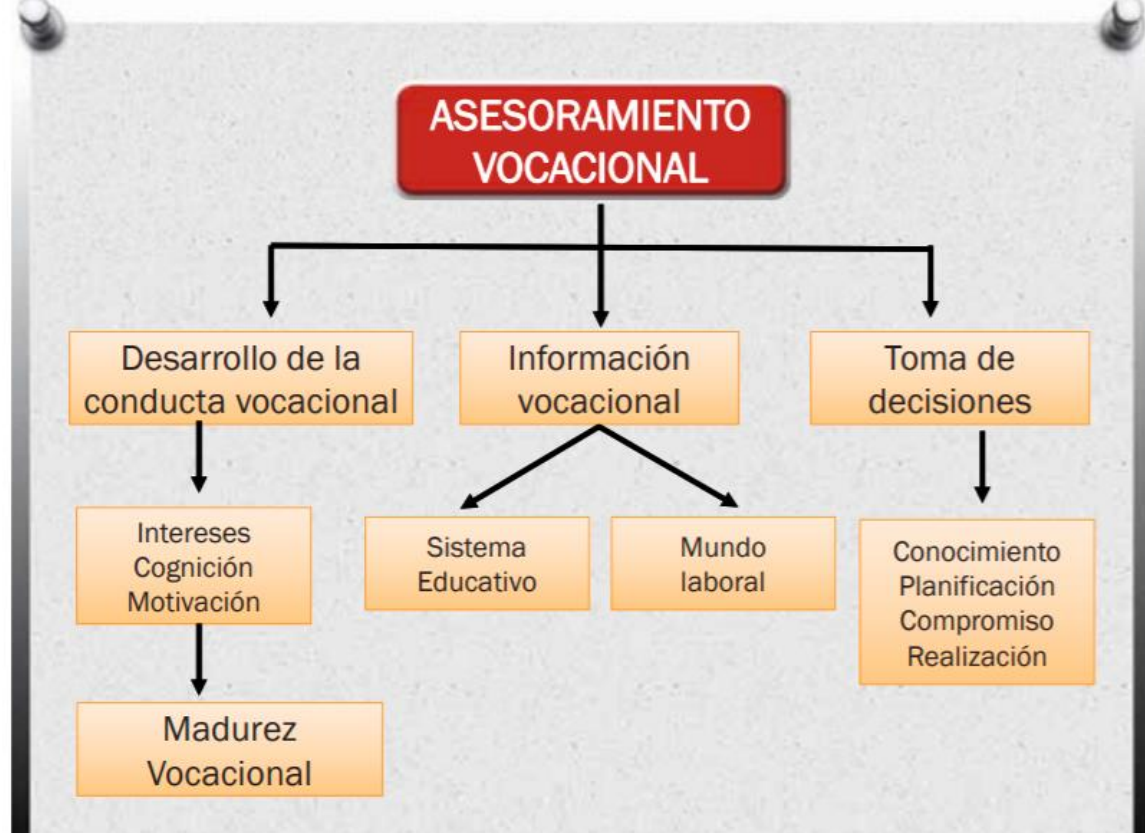 ASESORAMIENTO
VOCACIONAL
Desarrollo de la
conducta vocacional
Información
vocacional
Toma de
decisiones
Intereses
Cognición
Motivación
Sistema
Educativo
Mundo
laboral
Conocimiento
Planificación
Compromiso
Realización
Madurez
Vocacional